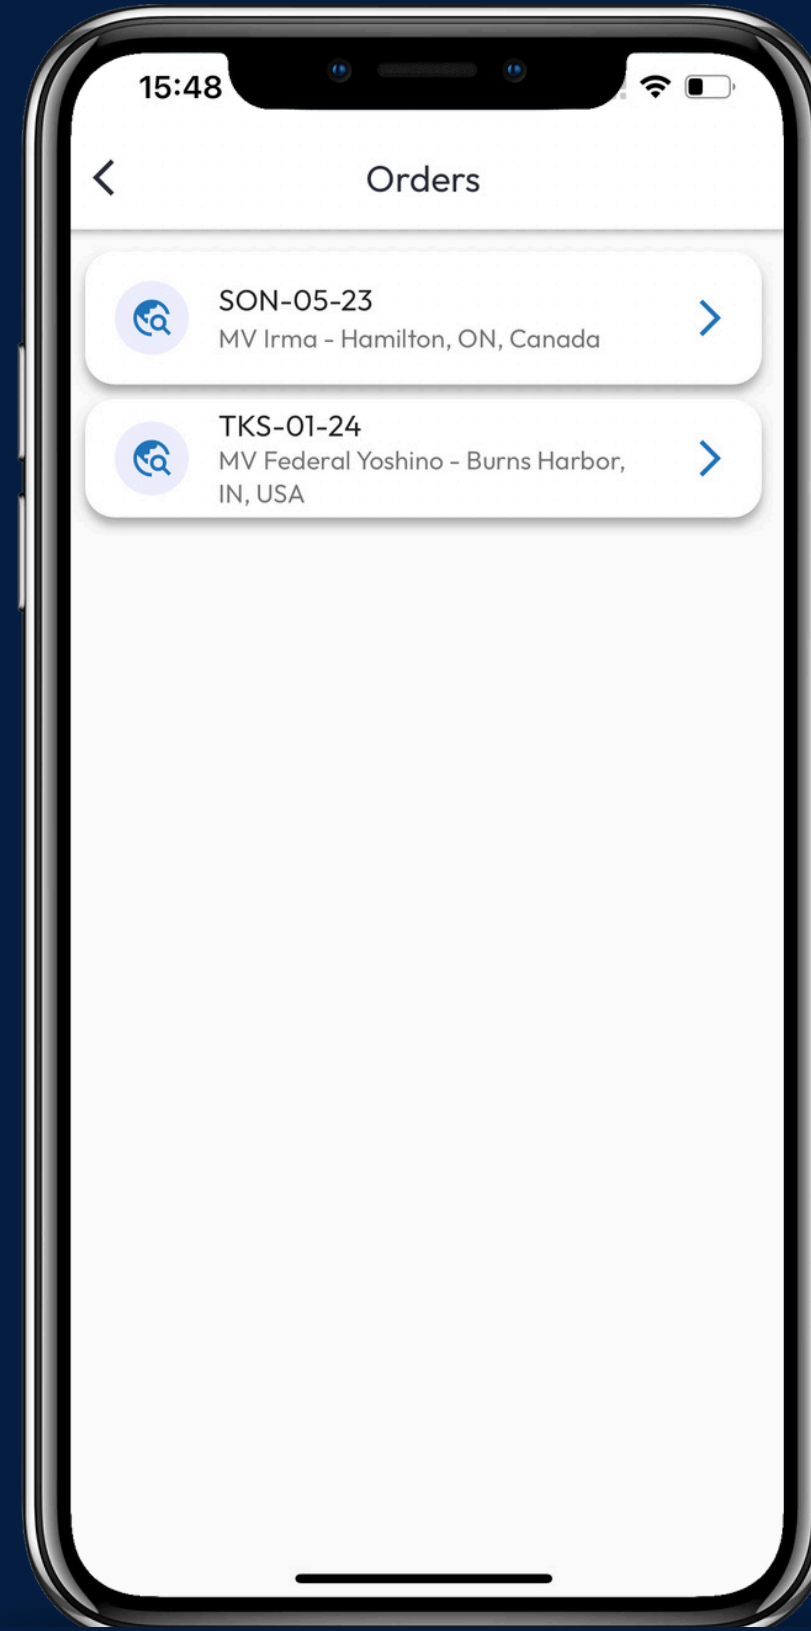 15:48
Orders
SON-05-23
MV Irma - Hamilton, ON, Canada
TKS-01-24
MV Federal Yoshino - Burns Harbor,
IN, USA